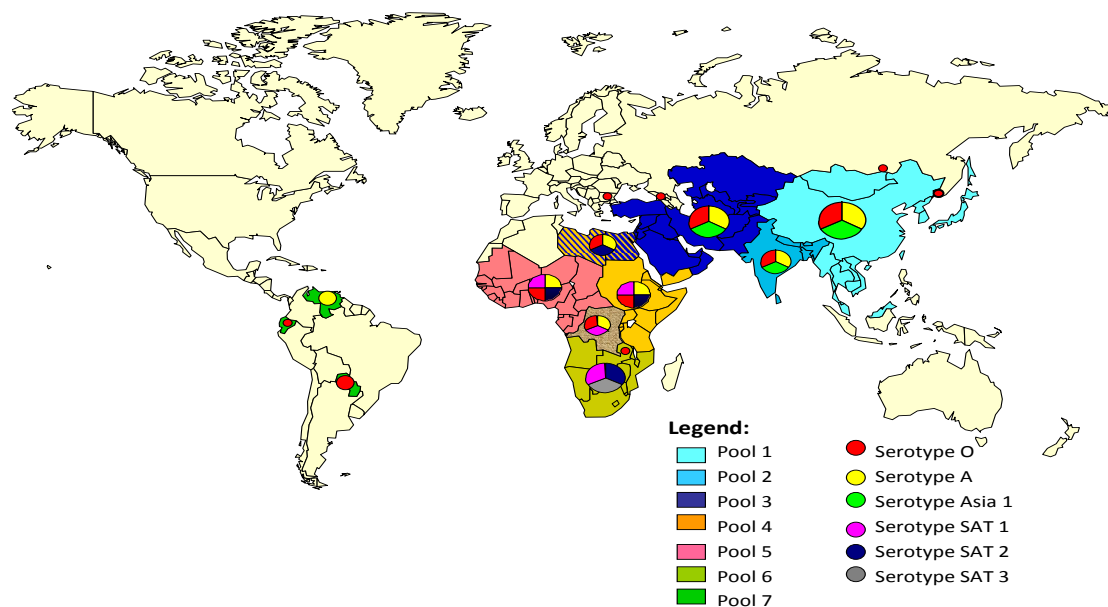 Legend:
Pool 1
Pool 2
Pool 3
Pool 4
Pool 5
Pool 6
Pool 7
Serotype O
Serotype A
Serotype Asia 1
Serotype SAT 1
Serotype SAT 2
Serotype SAT 3